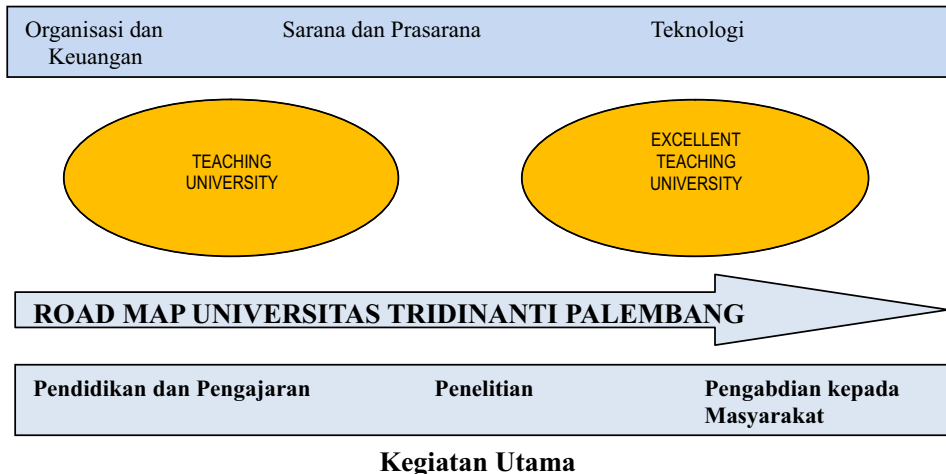 Organisasi dan Keuangan
Sarana dan Prasarana
Teknologi
TEACHING
UNIVERSITY
EXCELLENT
TEACHING
UNIVERSITY
ROAD MAP UNIVERSITAS TRIDINANTI PALEMBANG
Pendidikan dan Pengajaran
Penelitian
Pengabdian kepada
Masyarakat
Kegiatan Utama